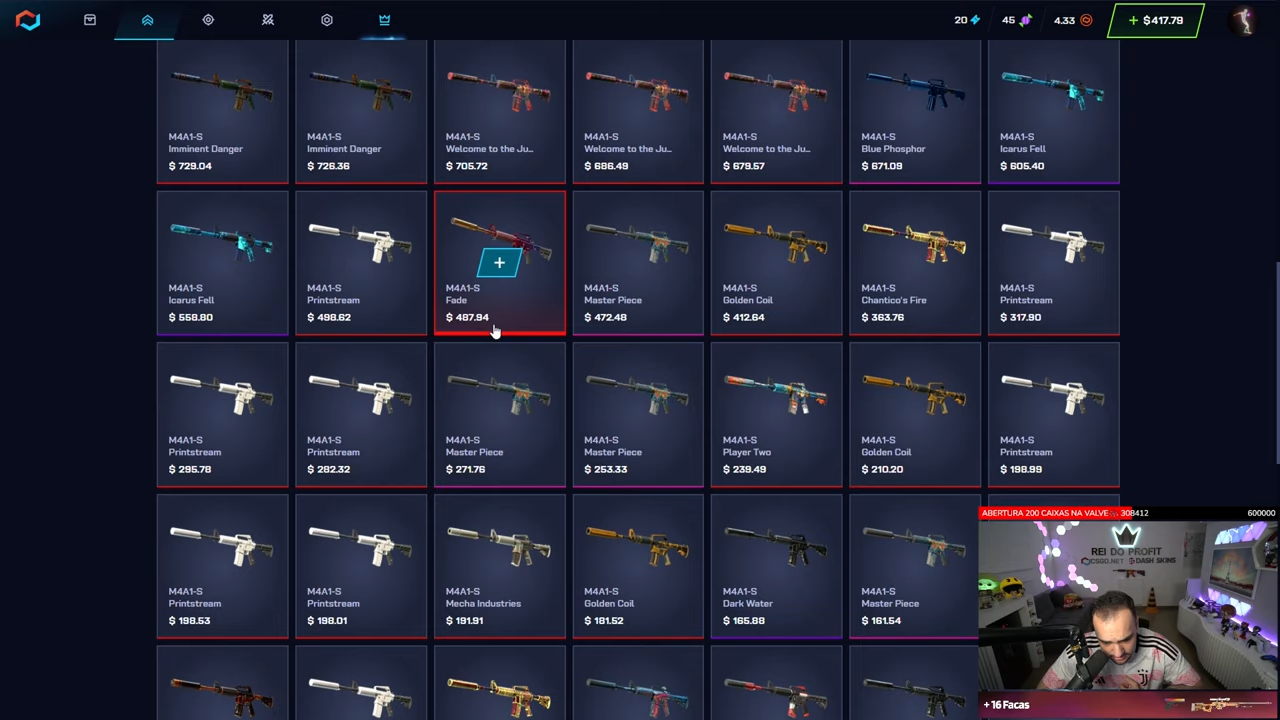 20
45
4.33
+ $417.79
M4A1-S
Imminent Danger
$ 729.04
M4A1-S
Imminent Danger
$ 726.36
M4A1-S
Welcome to the Ju...
$ 705.72
M4A1-S
Welcome to the Ju...
$ 686.49
M4A1-S
Welcome to the Ju...
$ 679.57
M4A1-S
Blue Phosphor
$ 671.09
M4A1-S
Icarus Fell
$ 605.40
M4A1-S
Icarus Fell
$ 558.80
M4A1-S
Printstream
$ 498.62
+
M4A1-S
Fade
$ 487.94
M4A1-S
Master Piece
$ 472.48
M4A1-S
Golden Coil
$ 412.64
M4A1-S
Chantico's Fire
$ 363.76
M4A1-S
Printstream
$ 317.90
M4A1-S
Printstream
$ 295.78
M4A1-S
Printstream
$ 282.32
M4A1-S
Master Piece
$ 271.76
M4A1-S
Master Piece
$ 253.33
M4A1-S
Player Two
$ 239.49
M4A1-S
Golden Coil
$ 210.20
M4A1-S
Printstream
$ 198.99
M4A1-S
Printstream
$ 198.53
M4A1-S
Printstream
$ 198.01
M4A1-S
Mecha Industries
$ 191.91
M4A1-S
Golden Coil
$ 181.52
M4A1-S
Dark Water
$ 165.88
M4A1-S
Master Piece
$ 161.54
ABERTURA 200 CAIXAS NA VALVE 308412 600000
REI DO PROFIT
CSGO.NET DASH SKINS
+ 16 Facas